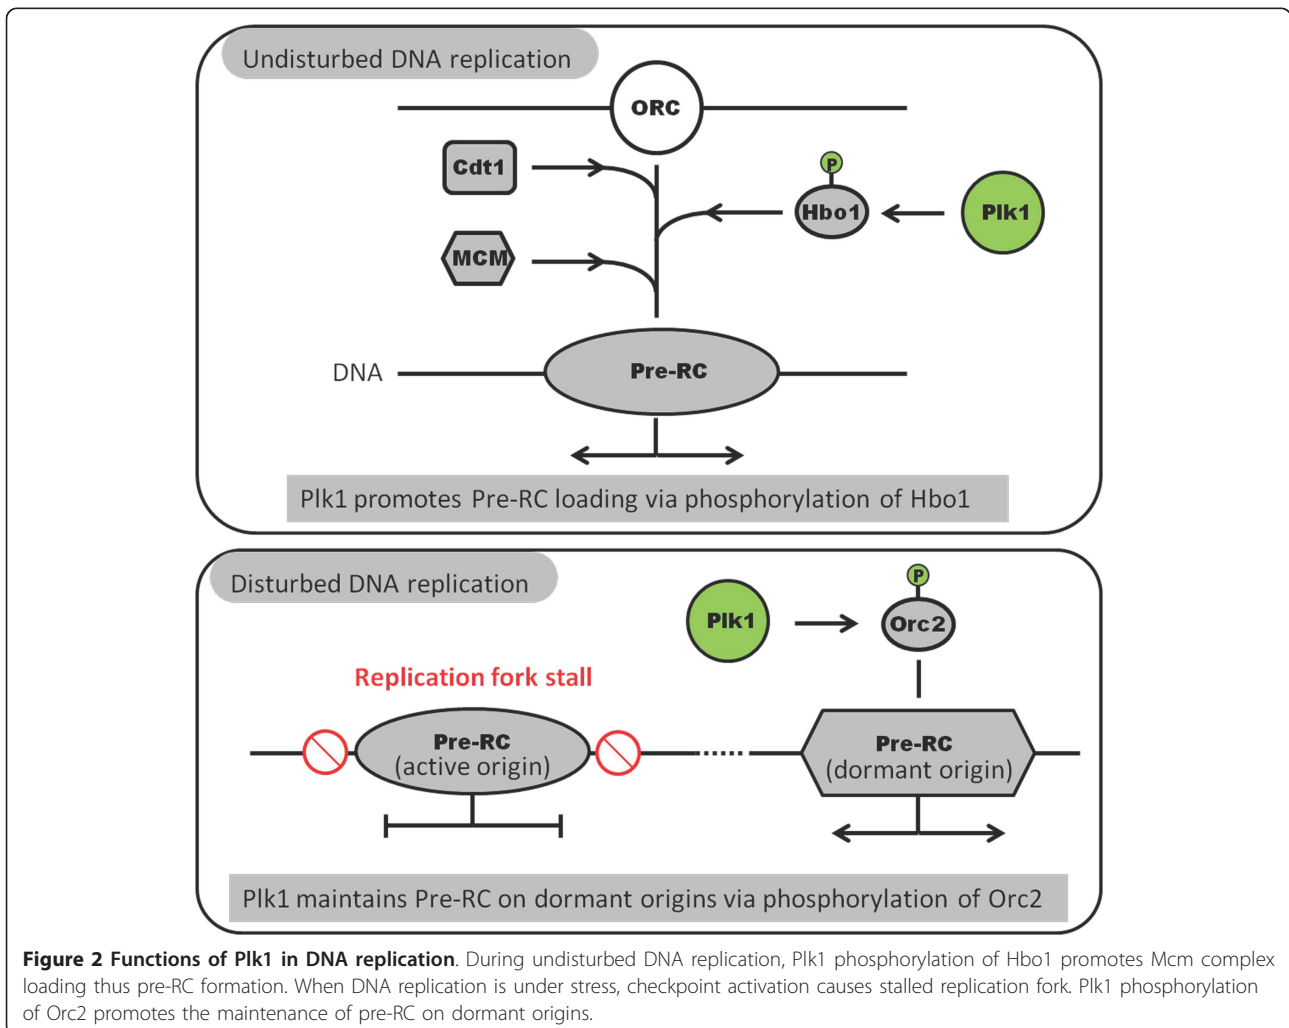 Undisturbed DNA replication
ORC
Cdt1
P
Hbo1
Plk1
MCM
DNA
Pre-RC
Plk1 promotes Pre-RC loading via phosphorylation of Hbo1
Disturbed DNA replication
P
Plk1
Orc2
Replication fork stall
Pre-RC
(active origin)
Pre-RC
(dormant origin)
Plk1 maintains Pre-RC on dormant origins via phosphorylation of Orc2
Figure 2 Functions of Plk1 in DNA replication. During undisturbed DNA replication, Plk1 phosphorylation of Hbo1 promotes Mcm complex
loading thus pre-RC formation. When DNA replication is under stress, checkpoint activation causes stalled replication fork. Plk1 phosphorylation
of Orc2 promotes the maintenance of pre-RC on dormant origins.